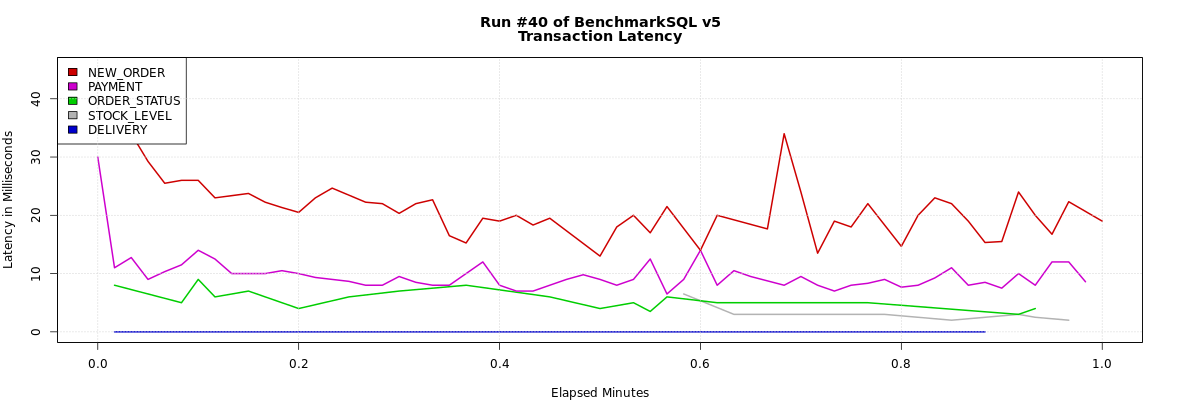 Run #40 of BenchmarkSQL v5
Transaction Latency
NEW_ORDER
PAYMENT
ORDER_STATUS
STOCK_LEVEL
DELIVERY
Latency in Milliseconds
40
30
20
10
0
0.0 0.2 0.4 0.6 0.8 1.0
Elapsed Minutes